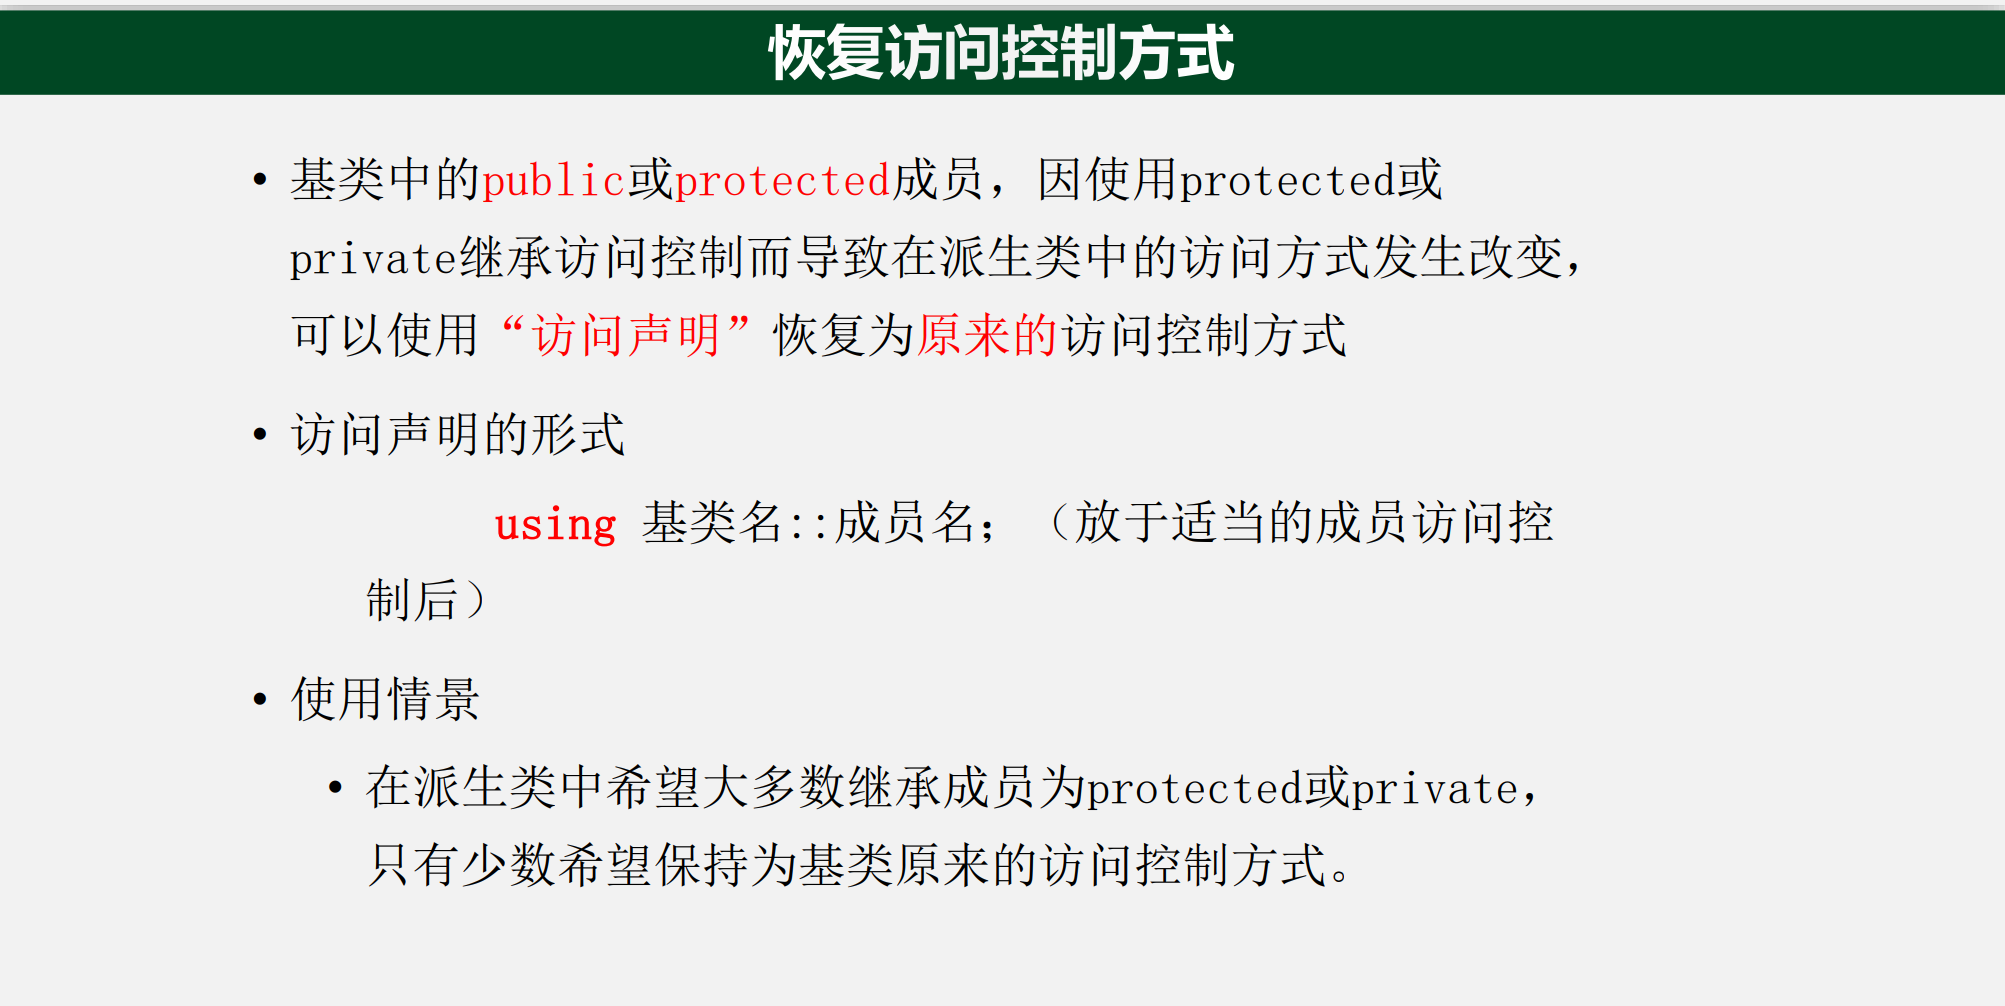 恢复访问控制方式
• 基类中的public或protected成员，因使用protected或
private继承访问控制而导致在派生类中的访问方式发生改变，
可以使用“访问声明”恢复为原来的访问控制方式
• 访问声明的形式
using 基类名::成员名；（放于适当的成员访问控
制后）
• 使用情景
• 在派生类中希望大多数继承成员为protected或private，
只有少数希望保持为基类原来的访问控制方式。